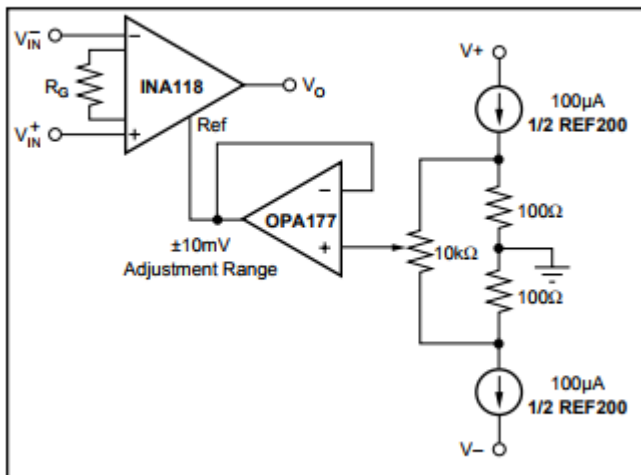 V⁻IN
RG
V⁺IN
−
+
INA118
Ref
VO
V+
100µA
1/2 REF200
−
+
OPA177
±10mV
Adjustment Range
10kΩ
100Ω
100Ω
100µA
1/2 REF200
V−